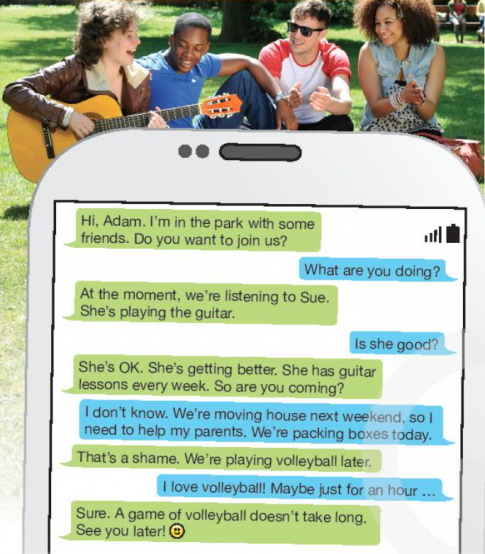 Hi, Adam. I'm in the park with some
friends. Do you want to join us?
What are you doing?
At the moment, we're listening to Sue.
She's playing the guitar.
Is she good?
She's OK. She's getting better. She has guitar
lessons every week. So are you coming?
I don't know. We're moving house next weekend, so I
need to help my parents. We're packing boxes today.
That's a shame. We're playing volleyball later.
I love volleyball! Maybe just for an hour ...
Sure. A game of volleyball doesn't take long.
See you later!